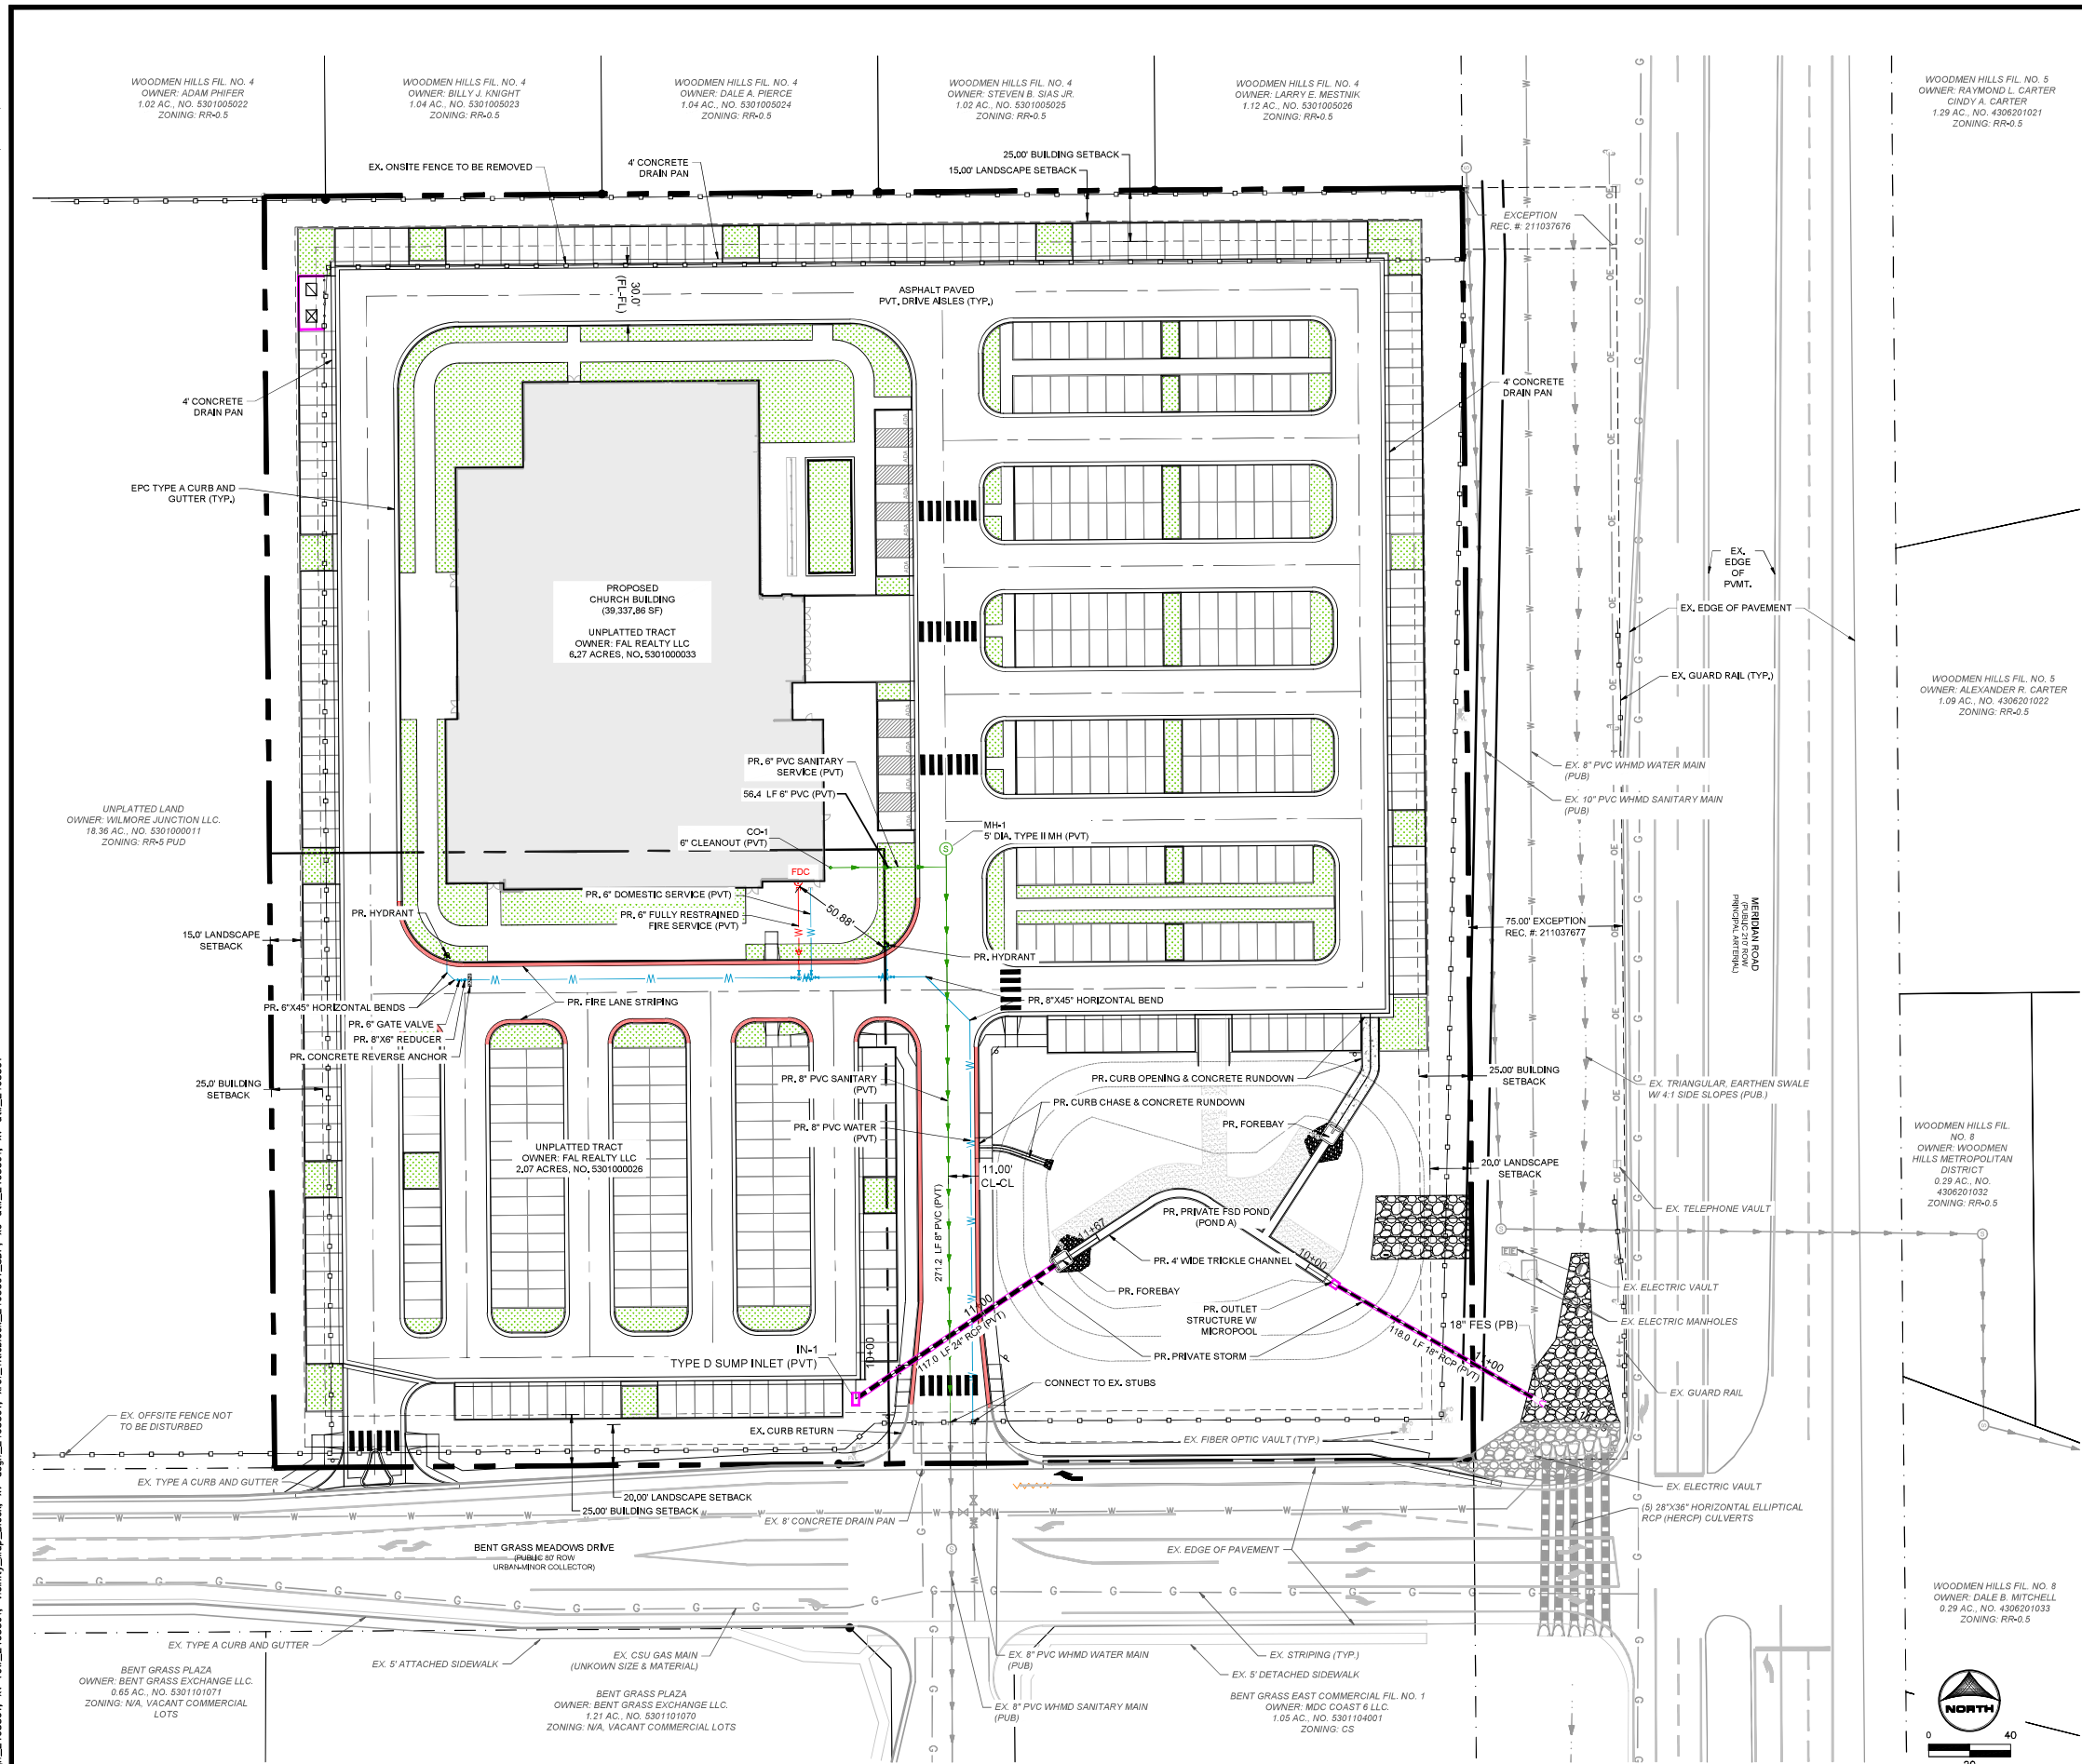 WOODMEN HILLS FIL. NO. 4
OWNER: ADAM PHIFER
1.02 AC., NO. 5301005022
ZONING: RR-0.5
WOODMEN HILLS FIL. NO. 4
OWNER: BILLY J. KNIGHT
1.04 AC., NO. 5301005023
ZONING: RR-0.5
WOODMEN HILLS FIL. NO. 4
OWNER: DALE A. PIERCE
1.04 AC., NO. 5301005024
ZONING: RR-0.5
WOODMEN HILLS FIL. NO. 4
OWNER: STEVEN B. SIAS JR.
1.02 AC., NO. 5301005025
ZONING: RR-0.5
WOODMEN HILLS FIL. NO. 4
OWNER: LARRY E. MESTNIK
1.12 AC., NO. 5301005026
ZONING: RR-0.5
WOODMEN HILLS FIL. NO. 5
OWNER: RAYMOND L. CARTER
CINDY A. CARTER
1.29 AC., NO. 4306201021
ZONING: RR-0.5
EX. ONSITE FENCE TO BE REMOVED
4' CONCRETE
DRAIN PAN
25.00' BUILDING SETBACK
15.00' LANDSCAPE SETBACK
EXCEPTION
REC. #: 211037676
30.0'
(FL-FL)
ASPHALT PAVED
PVT. DRIVE AISLES (TYP.)
4' CONCRETE
DRAIN PAN
4' CONCRETE
DRAIN PAN
EPC TYPE A CURB AND
GUTTER (TYP.)
EX.
EDGE
OF
PVMT.
EX. EDGE OF PAVEMENT
PROPOSED
CHURCH BUILDING
(39,337.86 SF)
UNPLATTED TRACT
OWNER: FAL REALTY LLC
6.27 ACRES, NO. 5301000033
EX. GUARD RAIL (TYP.)
WOODMEN HILLS FIL. NO. 5
OWNER: ALEXANDER R. CARTER
1.09 AC., NO. 4306201022
ZONING: RR-0.5
PR. 6" PVC SANITARY
SERVICE (PVT)
56.4 LF 6" PVC (PVT)
EX. 8" PVC WHMD WATER MAIN
(PUB)
EX. 10" PVC WHMD SANITARY MAIN
(PUB)
UNPLATTED LAND
OWNER: WILMORE JUNCTION LLC.
18.36 AC., NO. 5301000011
ZONING: RR-5 PUD
CO-1
6" CLEANOUT (PVT)
MH-1
5' DIA. TYPE II MH (PVT)
FDC
PR. 6" DOMESTIC SERVICE (PVT)
PR. 6" FULLY RESTRAINED
FIRE SERVICE (PVT)
50.88'
PR. HYDRANT
15.0' LANDSCAPE
SETBACK
PR. HYDRANT
75.00' EXCEPTION
REC. #: 211037677
MERIDIAN ROAD
(PUBLIC 210' ROW
PRINCIPAL ARTERIAL)
PR. 6"X45° HORIZONTAL BENDS
PR. FIRE LANE STRIPING
PR. 8"X45° HORIZONTAL BEND
PR. 6" GATE VALVE
PR. 8"X6" REDUCER
PR. CONCRETE REVERSE ANCHOR
25.0' BUILDING
SETBACK
PR. 8" PVC SANITARY
(PVT)
PR. CURB OPENING & CONCRETE RUNDOWN
25.00' BUILDING
SETBACK
EX. TRIANGULAR, EARTHEN SWALE
W/ 4:1 SIDE SLOPES (PUB.)
PR. CURB CHASE & CONCRETE RUNDOWN
PR. 8" PVC WATER
(PVT)
PR. FOREBAY
UNPLATTED TRACT
OWNER: FAL REALTY LLC
2.07 ACRES, NO. 5301000026
11.00'
CL-CL
20.0' LANDSCAPE
SETBACK
WOODMEN HILLS FIL.
NO. 8
OWNER: WOODMEN
HILLS METROPOLITAN
DISTRICT
0.29 AC., NO.
4306201032
ZONING: RR-0.5
271.2 LF 8" PVC (PVT)
PR. PRIVATE FSD POND
(POND A)
EX. TELEPHONE VAULT
11+67
10+00
PR. 4' WIDE TRICKLE CHANNEL
PR. FOREBAY
EX. ELECTRIC VAULT
PR. OUTLET
STRUCTURE W/
MICROPOOL
18" FES (PB)
EX. ELECTRIC MANHOLES
11+00
117.0 LF 24" RCP (PVT)
10+00
118.0 LF 18" RCP (PVT)
11+00
IN-1
TYPE D SUMP INLET (PVT)
PR. PRIVATE STORM
CONNECT TO EX. STUBS
EX. GUARD RAIL
EX. OFFSITE FENCE NOT
TO BE DISTURBED
EX. CURB RETURN
EX. FIBER OPTIC VAULT (TYP.)
EX. TYPE A CURB AND GUTTER
20.00' LANDSCAPE SETBACK
25.00' BUILDING SETBACK
EX. 8' CONCRETE DRAIN PAN
EX. ELECTRIC VAULT
(5) 28"X36" HORIZONTAL ELLIPTICAL
RCP (HERCP) CULVERTS
BENT GRASS MEADOWS DRIVE
(PUBLIC 80' ROW
URBAN-MINOR COLLECTOR)
EX. EDGE OF PAVEMENT
WOODMEN HILLS FIL. NO. 8
OWNER: DALE B. MITCHELL
0.29 AC., NO. 4306201033
ZONING: RR-0.5
EX. TYPE A CURB AND GUTTER
EX. 5' ATTACHED SIDEWALK
EX. CSU GAS MAIN
(UNKOWN SIZE & MATERIAL)
EX. 8" PVC WHMD WATER MAIN
(PUB)
EX. STRIPING (TYP.)
EX. 5' DETACHED SIDEWALK
BENT GRASS PLAZA
OWNER: BENT GRASS EXCHANGE LLC.
0.65 AC., NO. 5301101071
ZONING: N/A, VACANT COMMERCIAL
LOTS
BENT GRASS PLAZA
OWNER: BENT GRASS EXCHANGE LLC.
1.21 AC., NO. 5301101070
ZONING: N/A, VACANT COMMERCIAL LOTS
EX. 8" PVC WHMD SANITARY MAIN
(PUB)
BENT GRASS EAST COMMERCIAL FIL. NO. 1
OWNER: MDC COAST 6 LLC.
1.05 AC., NO. 5301104001
ZONING: CS
NORTH
0 40